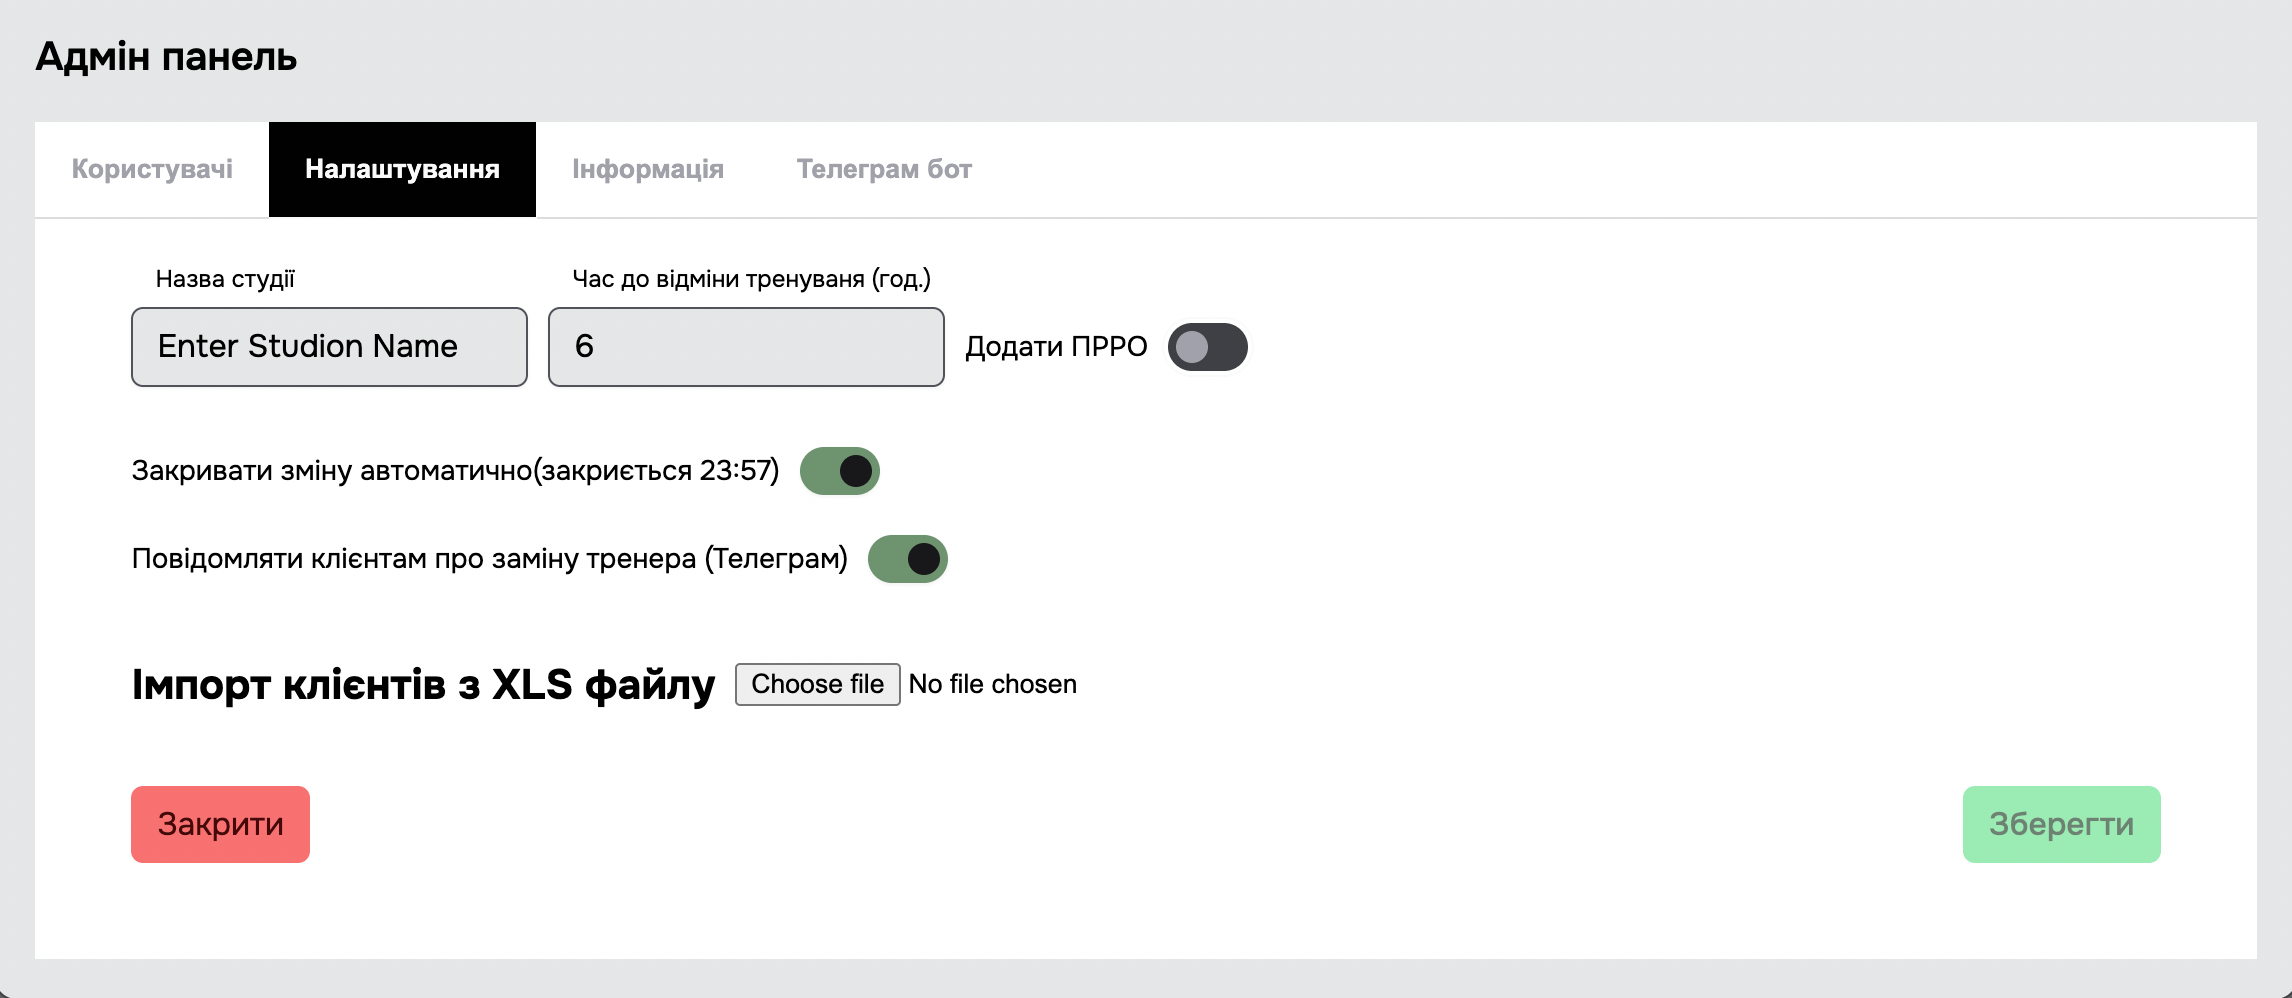 Адмін панель
Користувачі Налаштування Інформація Телеграм бот
Назва студії Час до відміни тренуваня (год.)
Enter Studion Name 6 Додати ПРРО
Закривати зміну автоматично(закриється 23:57)
Повідомляти клієнтам про заміну тренера (Телеграм)
Імпорт клієнтів з XLS файлу Choose file No file chosen
Закрити Зберегти